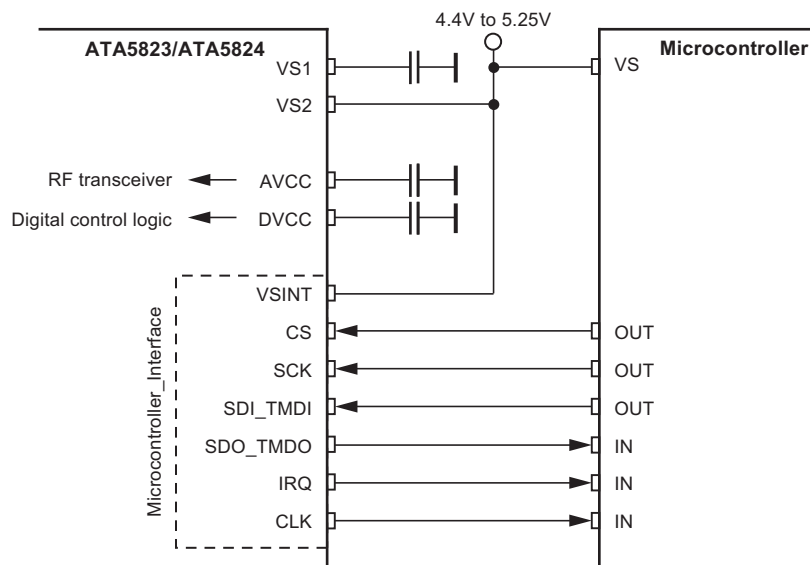 4.4V to 5.25V
ATA5823/ATA5824
Microcontroller
VS1
VS
VS2
RF transceiver
AVCC
Digital control logic
DVCC
Microcontroller_Interface
VSINT
CS
OUT
SCK
OUT
SDI_TMDI
OUT
SDO_TMDO
IN
IRQ
IN
CLK
IN